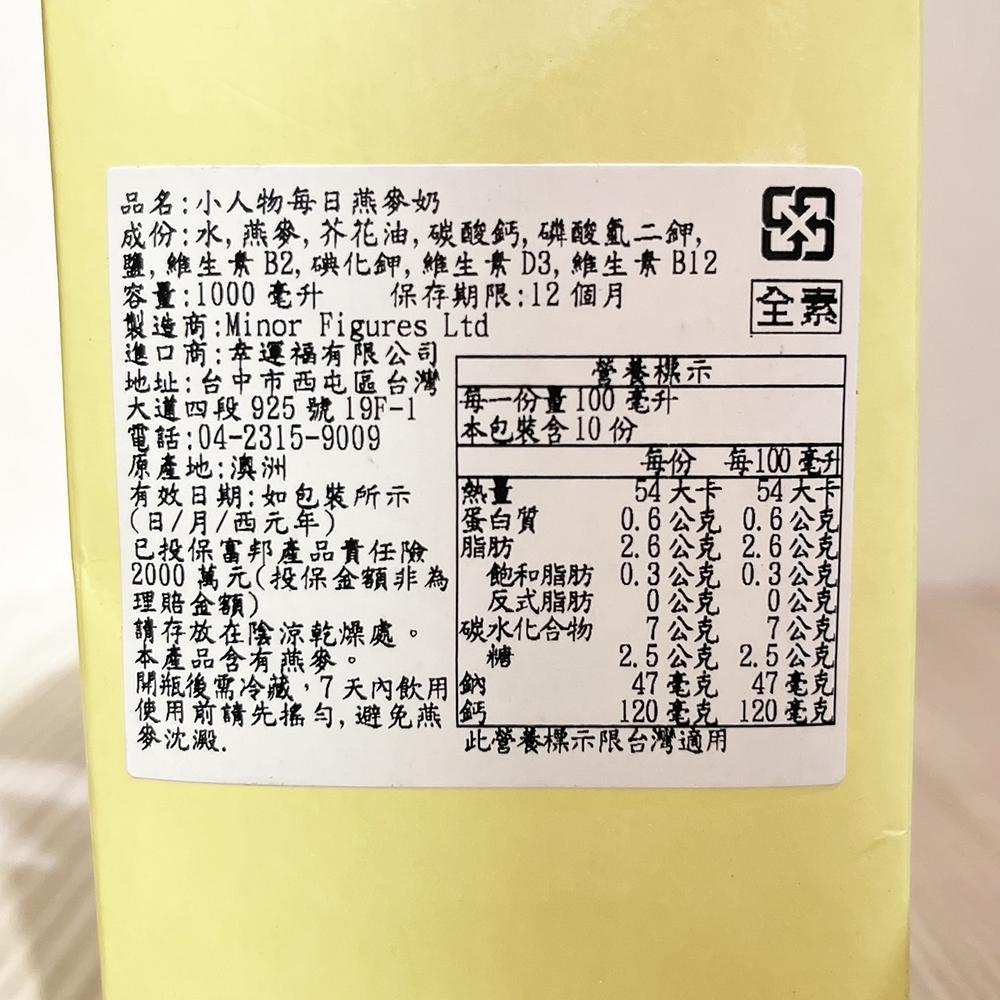 品名:小人物每日燕麥奶
成份:水,燕麥,芥花油,碳酸鈣,磷酸氫二鉀,
鹽,維生素B2,碘化鉀,維生素D3,維生素B12
容量:1000毫升 保存期限:12個月
全素
製造商:Minor Figures Ltd
進口商:幸運福有限公司
地址:台中市西屯區台灣
大道四段925號19F-1
電話:04-2315-9009
原產地:澳洲
有效日期:如包裝所示
(日/月/西元年)
已投保富邦產品責任險
2000萬元(投保金額非為
理賠金額)
請存放在陰涼乾燥處。
本產品含有燕麥。
開瓶後需冷藏,7天內飲用
使用前請先搖勻,避免燕
麥沈澱.
營養標示
每一份量100毫升
本包裝含10份
每份 每100毫升
熱量 54大卡 54大卡
蛋白質 0.6公克 0.6公克
脂肪 2.6公克 2.6公克
飽和脂肪 0.3公克 0.3公克
反式脂肪 0公克 0公克
碳水化合物 7公克 7公克
糖 2.5公克 2.5公克
鈉 47毫克 47毫克
鈣 120毫克 120毫克
此營養標示限台灣適用